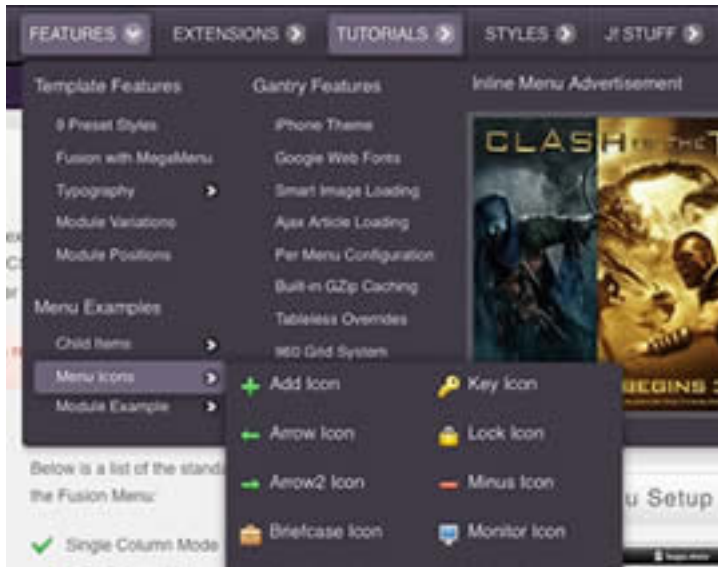 FEATURES
EXTENSIONS
TUTORIALS
STYLES
J! STUFF
Template Features
9 Preset Styles
Fusion with MegaMenu
Typography
Module Variations
Module Positions
Menu Examples
Child Items
Menu Icons
Module Example
Gantry Features
iPhone Theme
Google Web Fonts
Smart Image Loading
Ajax Article Loading
Per Menu Configuration
Built-in GZip Caching
Tableless Overrides
960 Grid System
Inline Menu Advertisement
CLASH OF THE T
BEGINS
Add Icon
Arrow Icon
Arrow2 Icon
Briefcase Icon
Key Icon
Lock Icon
Minus Icon
Monitor Icon
Below is a list of the standa
the Fusion Menu:
Single Column Mode
u Setup